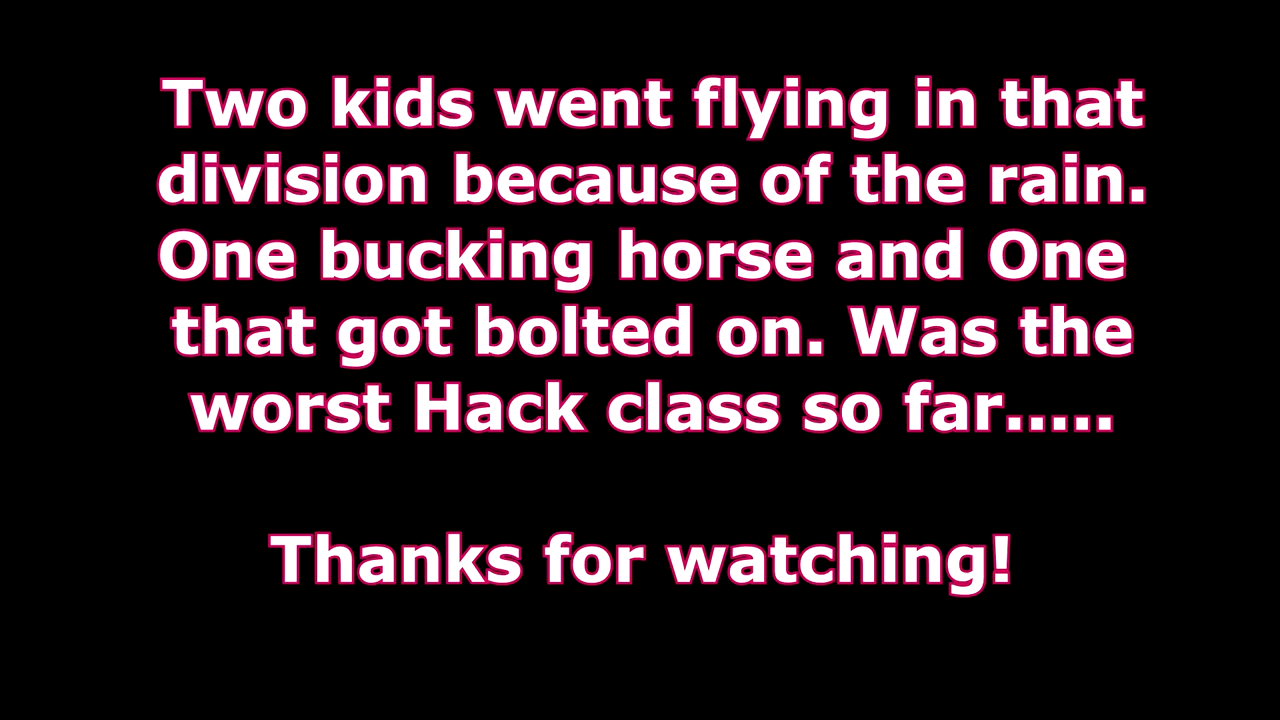 Two kids went flying in that
division because of the rain.
One bucking horse and One
that got bolted on. Was the
worst Hack class so far.....
Thanks for watching!